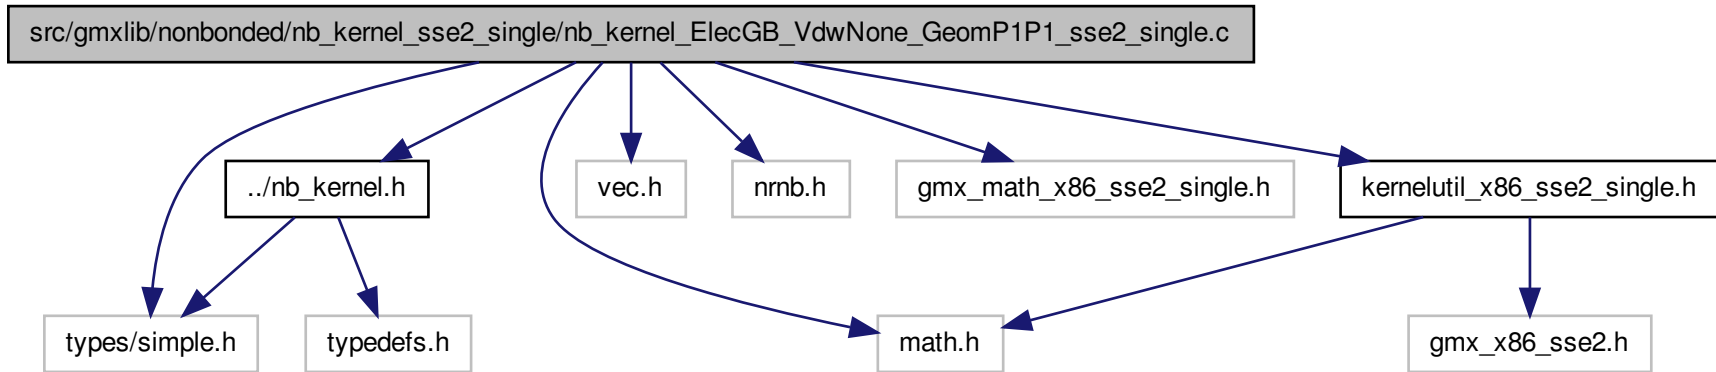 src/gmxlib/nonbonded/nb_kernel_sse2_single/nb_kernel_ElecGB_VdwNone_GeomP1P1_sse2_single.c
../nb_kernel.h
vec.h
nrnb.h
gmx_math_x86_sse2_single.h
kernelutil_x86_sse2_single.h
types/simple.h
typedefs.h
math.h
gmx_x86_sse2.h